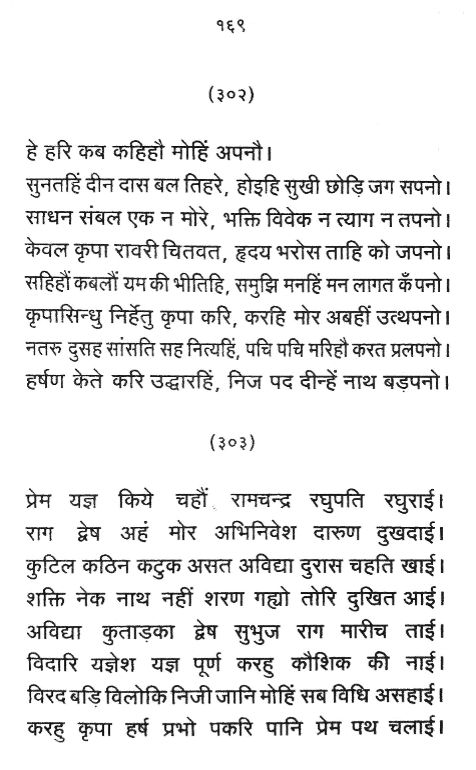 १६९
(३०२)
हे हरि कब कहिहौ मोहिं अपनौ।
सुनतहिं दीन दास बल तिहरे, होइहि सुखी छोड़ि जग सपनो।
साधन संबल एक न मोरे, भक्ति विवेक न त्याग न तपनो।
केवल कृपा रावरी चितवत, हृदय भरोस ताहि को जपनो।
सहिहौं कबलौं यम की भीतिहि, समुझि मनहिं मन लागत कँपनो।
कृपासिन्धु निर्हेतु कृपा करि, करहि मोर अबहीं उत्थपनो।
नतरु दुसह सांसति सह नित्यहिं, पचि पचि मरिहौ करत प्रलपनो।
हर्षण केते करि उद्धारहिं, निज पद दीन्हें नाथ बड़पनो।
(३०३)
प्रेम यज्ञ किये चहौं रामचन्द्र रघुपति रघुराई।
राग द्वेष अहं मोर अभिनिवेश दारुण दुखदाई।
कुटिल कठिन कटुक असत अविद्या दुरास चहति खाई।
शक्ति नेक नाथ नहीं शरण गह्यो तोरि दुखित आई।
अविद्या कुताड़का द्वेष सुभुज राग मारीच ताई।
विदारि यज्ञेश यज्ञ पूर्ण करहु कौशिक की नाई।
विरद बड़ि विलोकि निजी जानि मोहिं सब विधि असहाई।
करहु कृपा हर्ष प्रभो पकरि पानि प्रेम पथ चलाई।